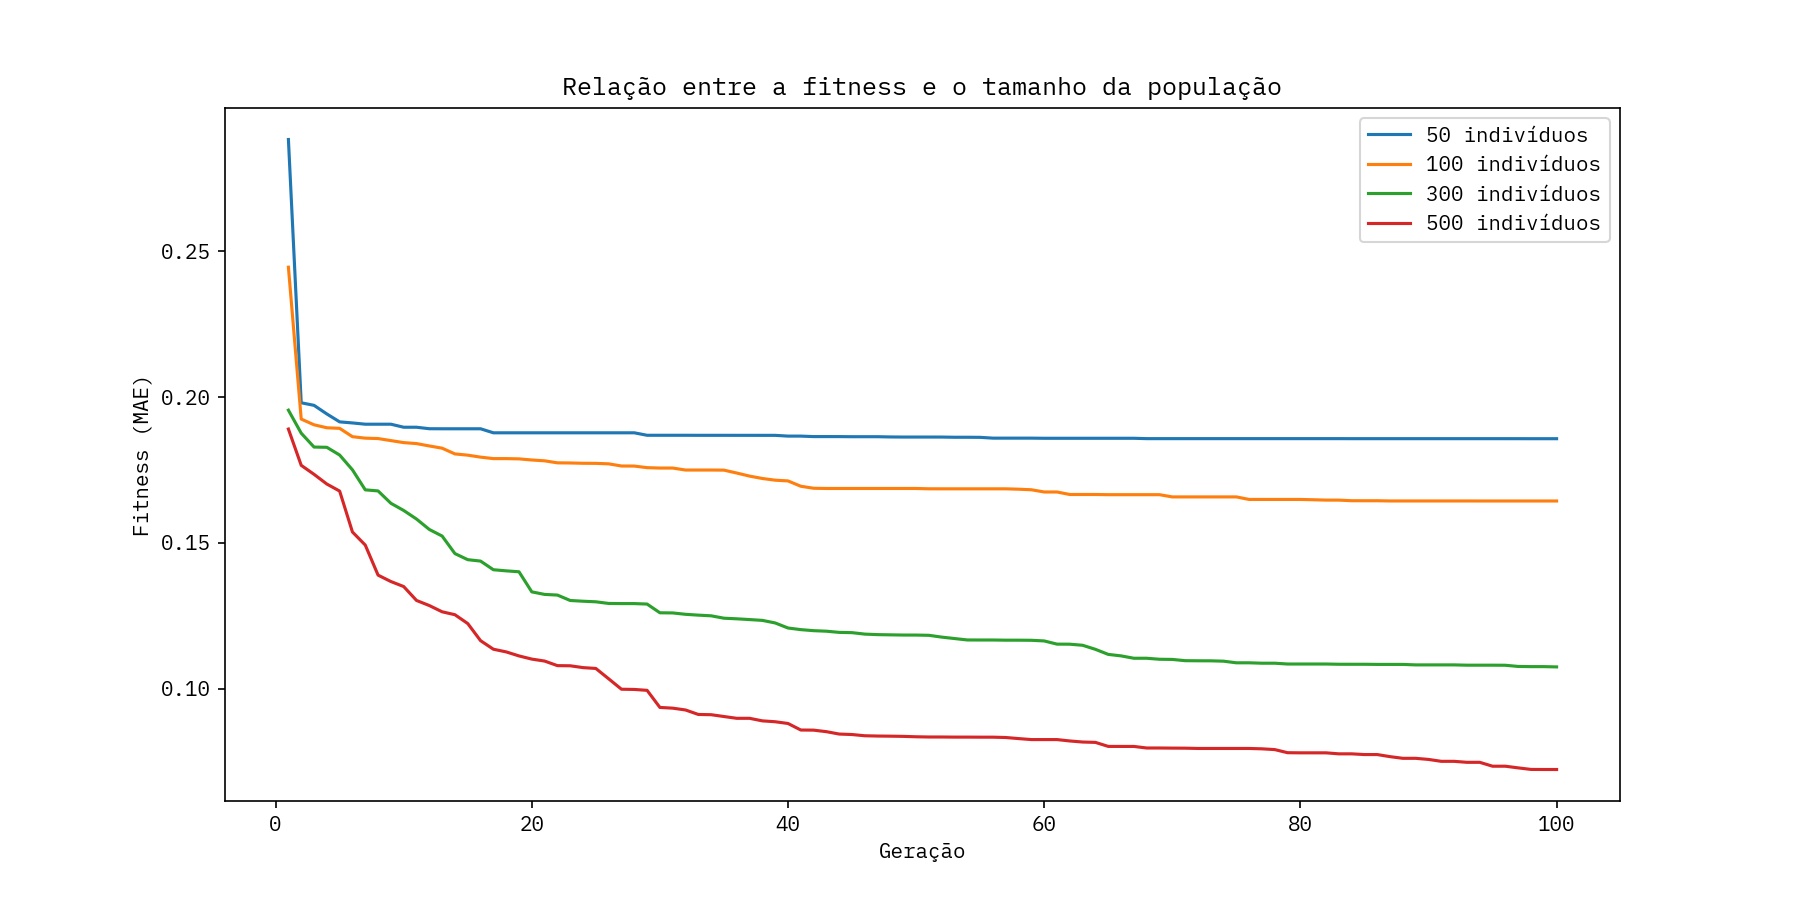 Relação entre a fitness e o tamanho da população
50 indivíduos
100 indivíduos
300 indivíduos
500 indivíduos
Fitness (MAE)
0.25
0.20
0.15
0.10
0 20 40 60 80 100
Geração